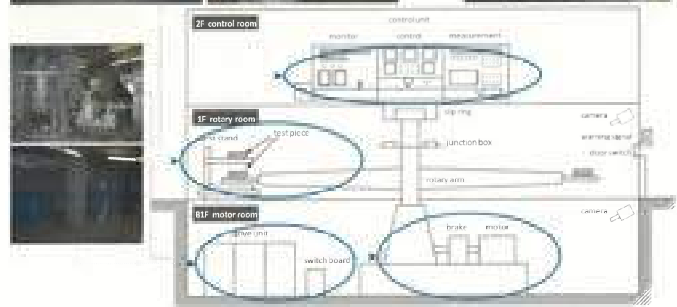 2F control room
control unit
monitor control measurement
slip ring
camera
1F rotary room
stand
test piece
warning signal
junction box
door switch
rotary arm
camera
B1F motor room
drive unit
switch board
brake motor